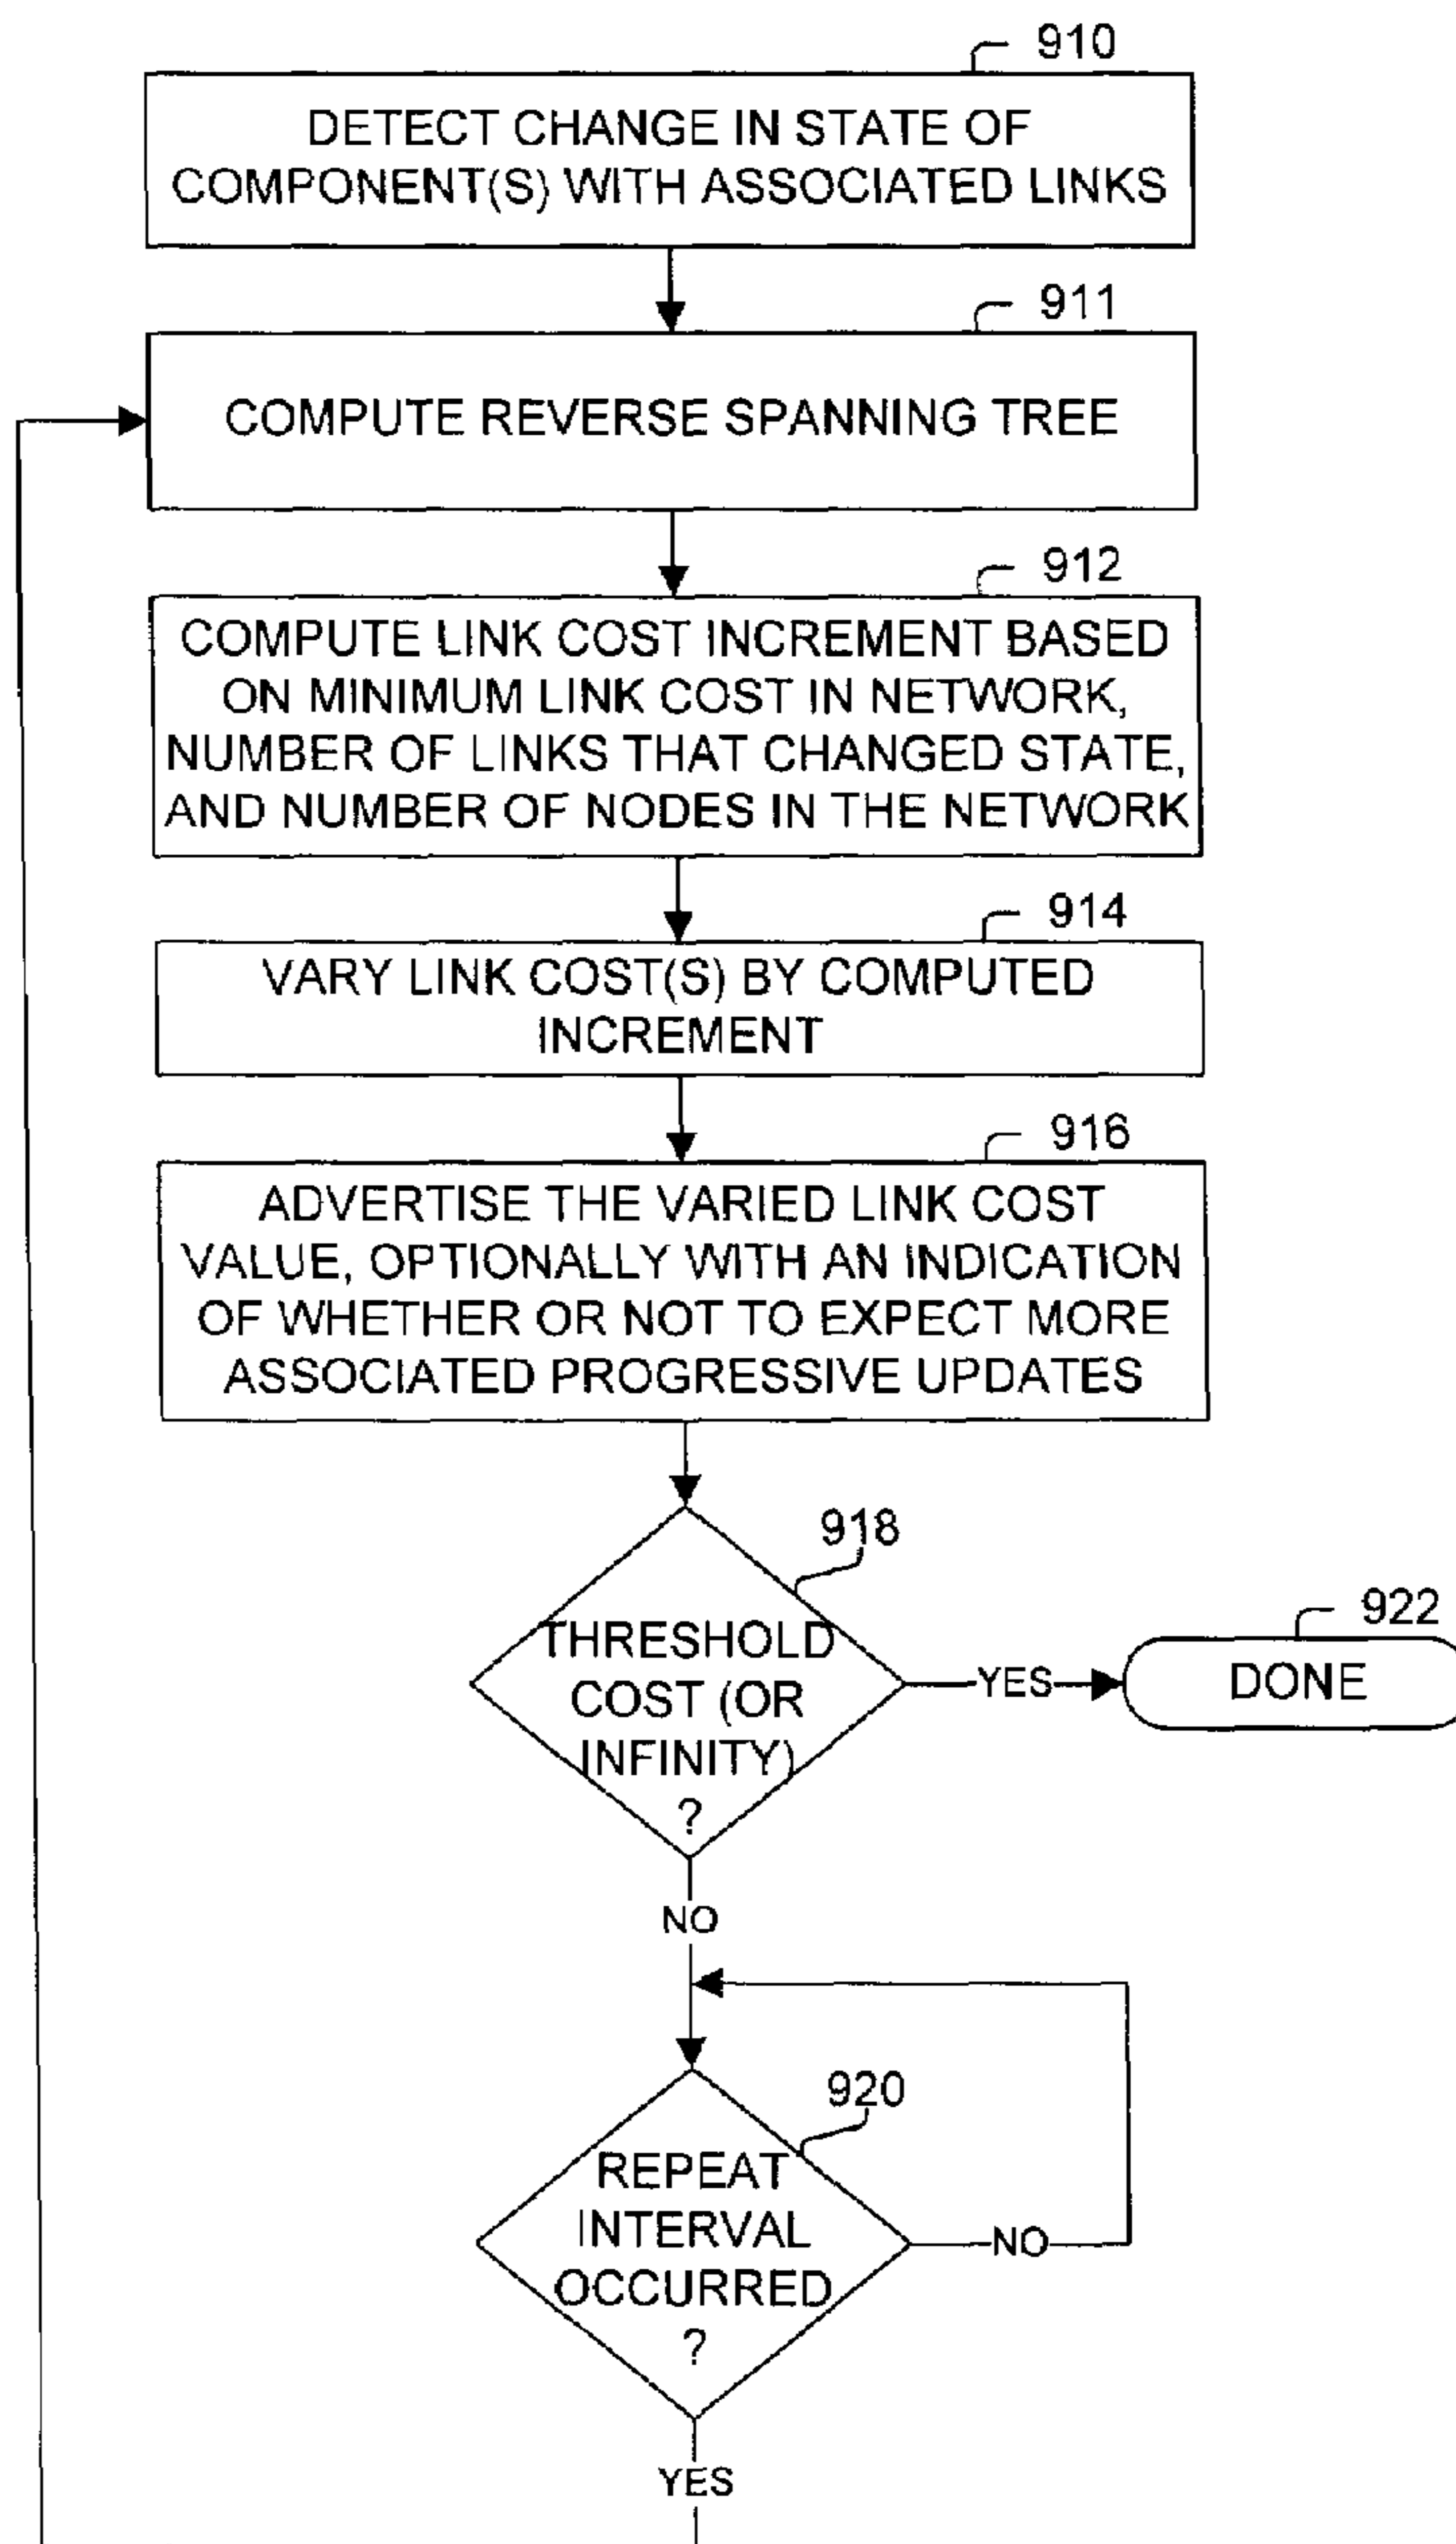 910
DETECT CHANGE IN STATE OF
COMPONENT(S) WITH ASSOCIATED LINKS
911
COMPUTE REVERSE SPANNING TREE
912
COMPUTE LINK COST INCREMENT BASED
ON MINIMUM LINK COST IN NETWORK,
NUMBER OF LINKS THAT CHANGED STATE,
AND NUMBER OF NODES IN THE NETWORK
914
VARY LINK COST(S) BY COMPUTED
INCREMENT
916
ADVERTISE THE VARIED LINK COST
VALUE, OPTIONALLY WITH AN INDICATION
OF WHETHER OR NOT TO EXPECT MORE
ASSOCIATED PROGRESSIVE UPDATES
918
THRESHOLD
COST (OR
INFINITY)
?
YES
922
DONE
NO
920
REPEAT
INTERVAL
OCCURRED
?
NO
YES